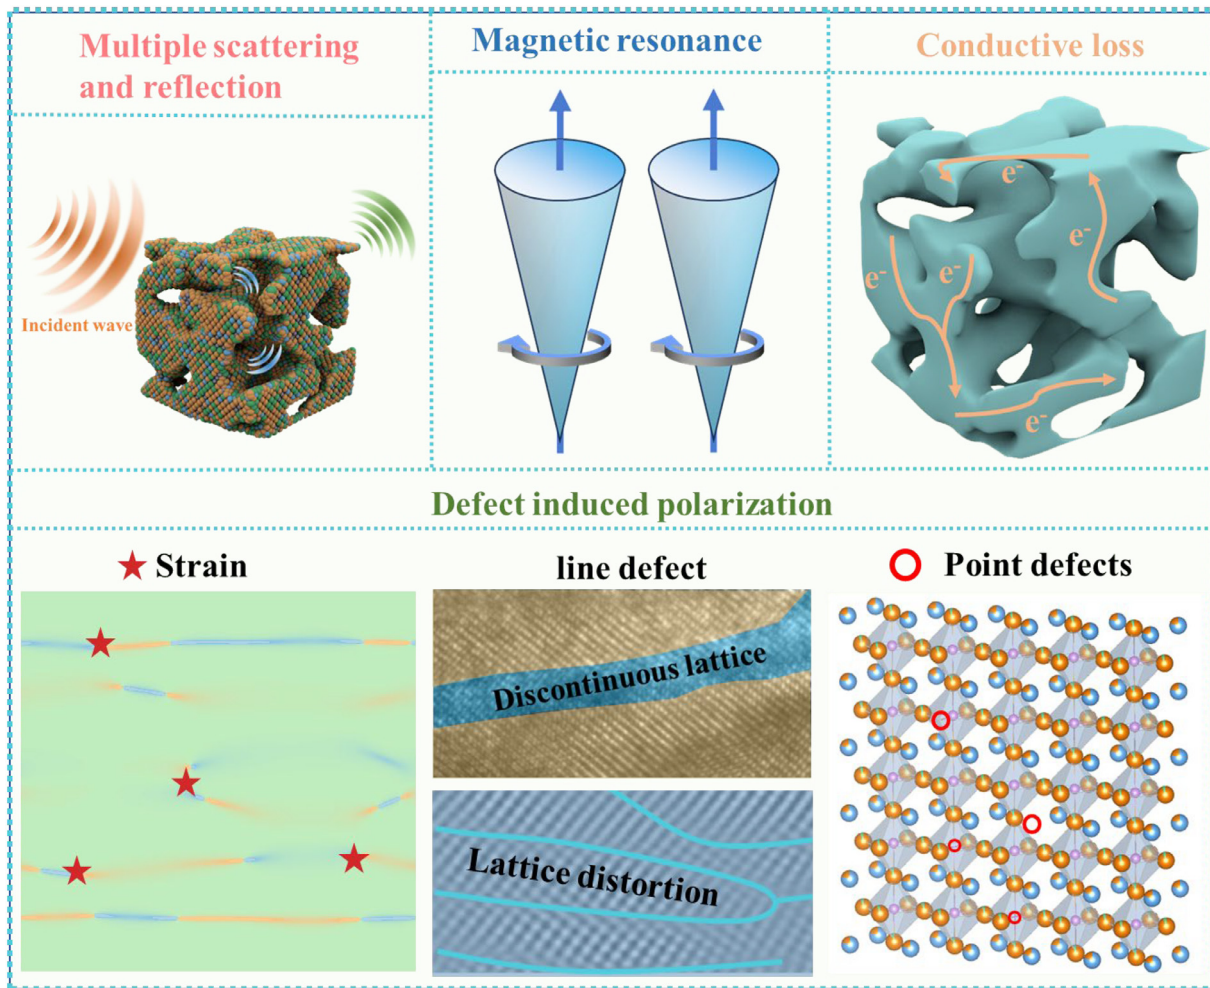 Multiple scattering
and reflection
Magnetic resonance
Conductive loss
Incident wave
e-
e-
e-
e-
e-
Defect induced polarization
Strain
line defect
Point defects
Discontinuous lattice
Lattice distortion